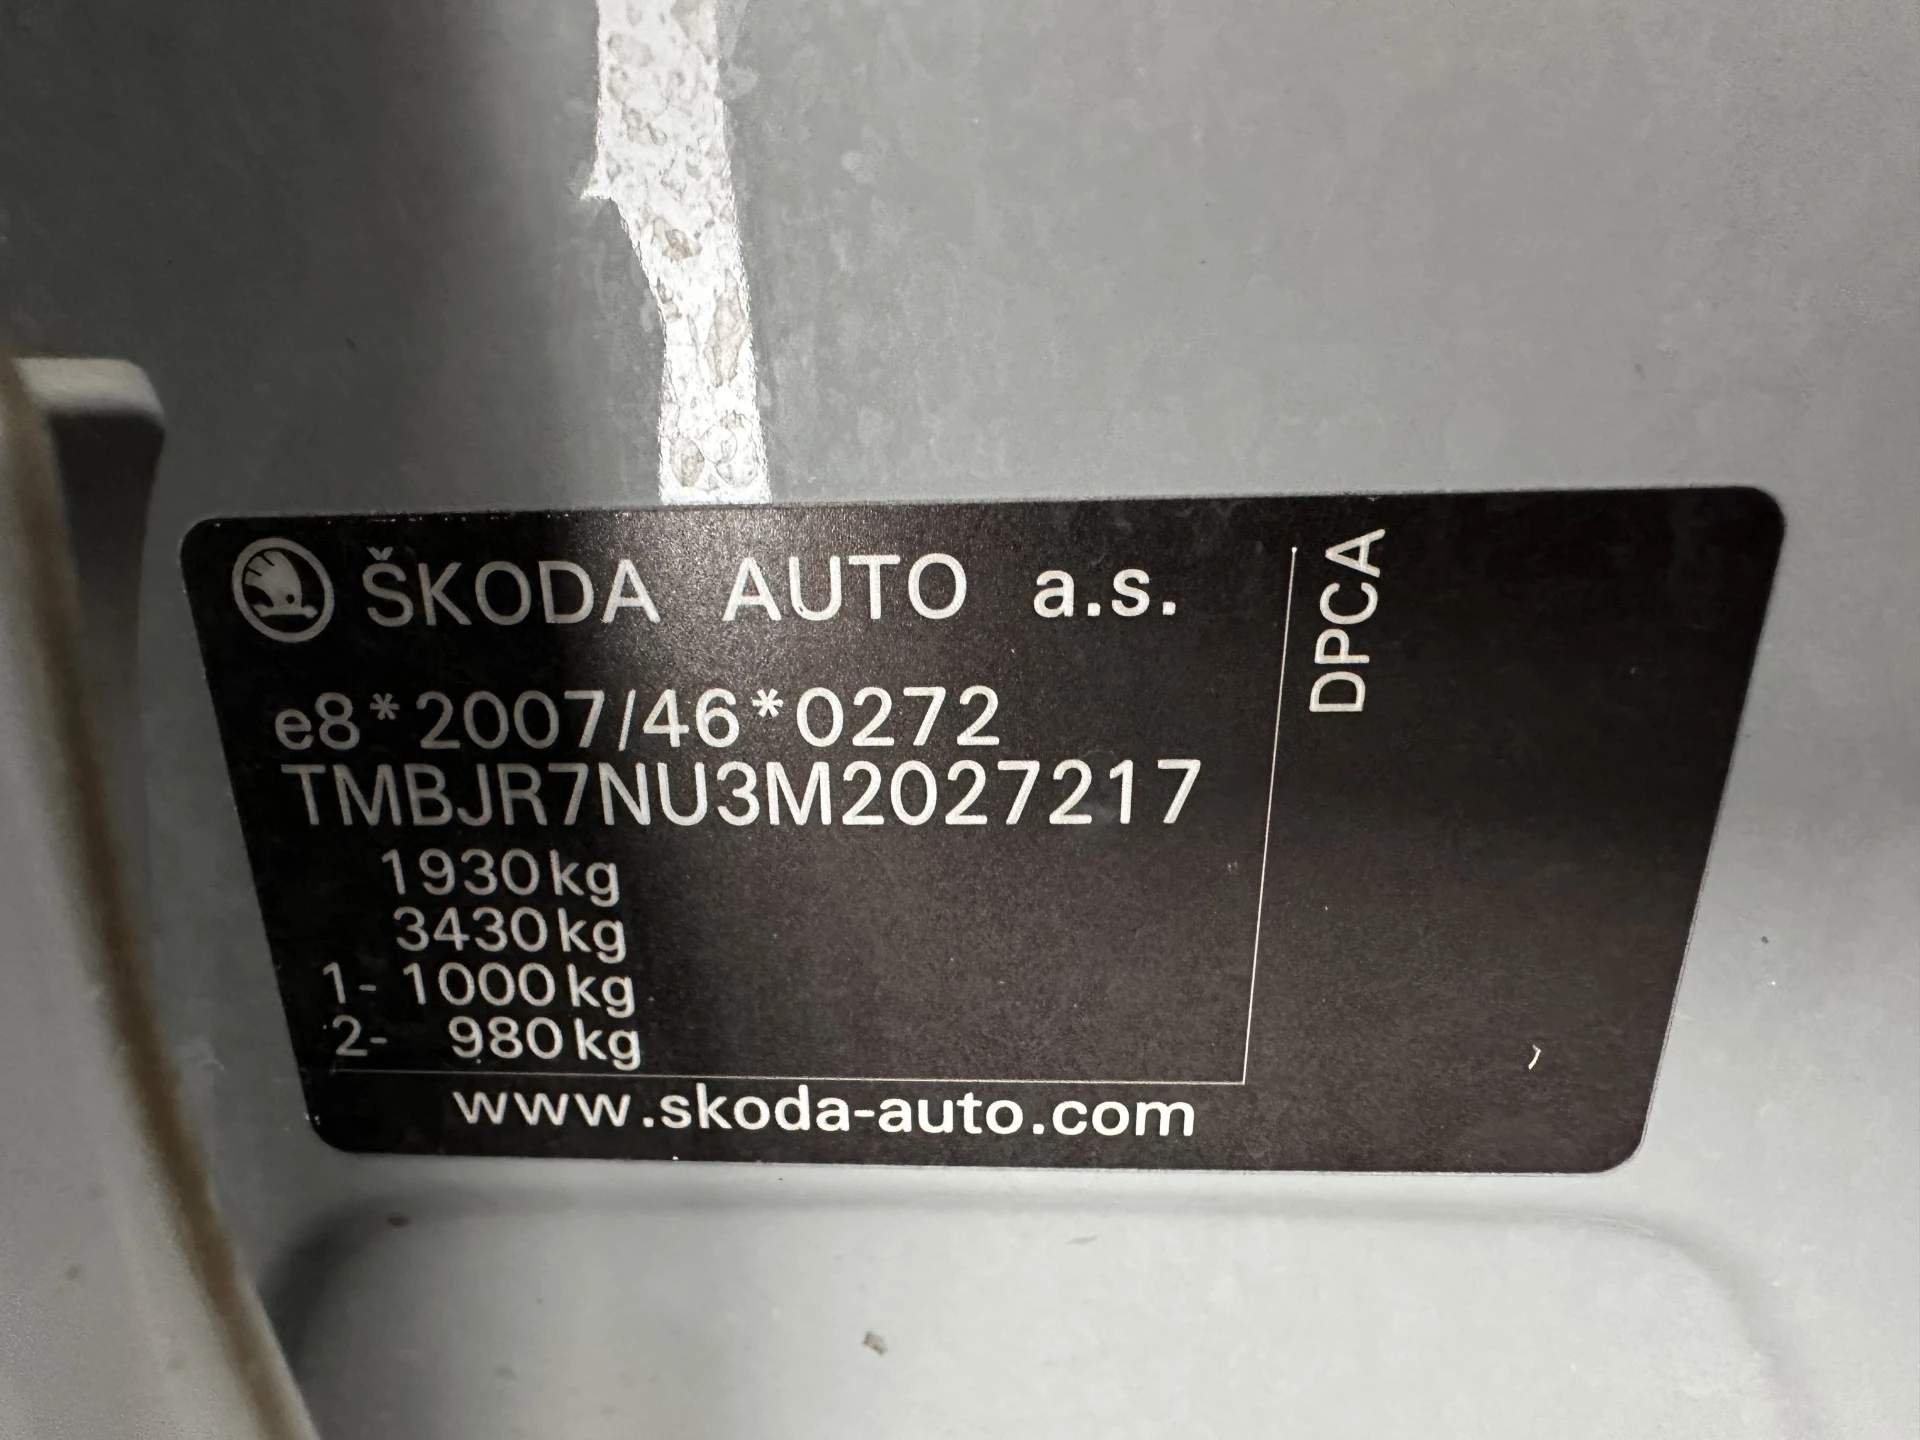 ŠKODA AUTO a.s.
e8*2007/46*0272
TMBJR7NU3M2027217
1930kg
3430kg
1- 1000kg
2- 980kg
www.skoda-auto.com
DPCA